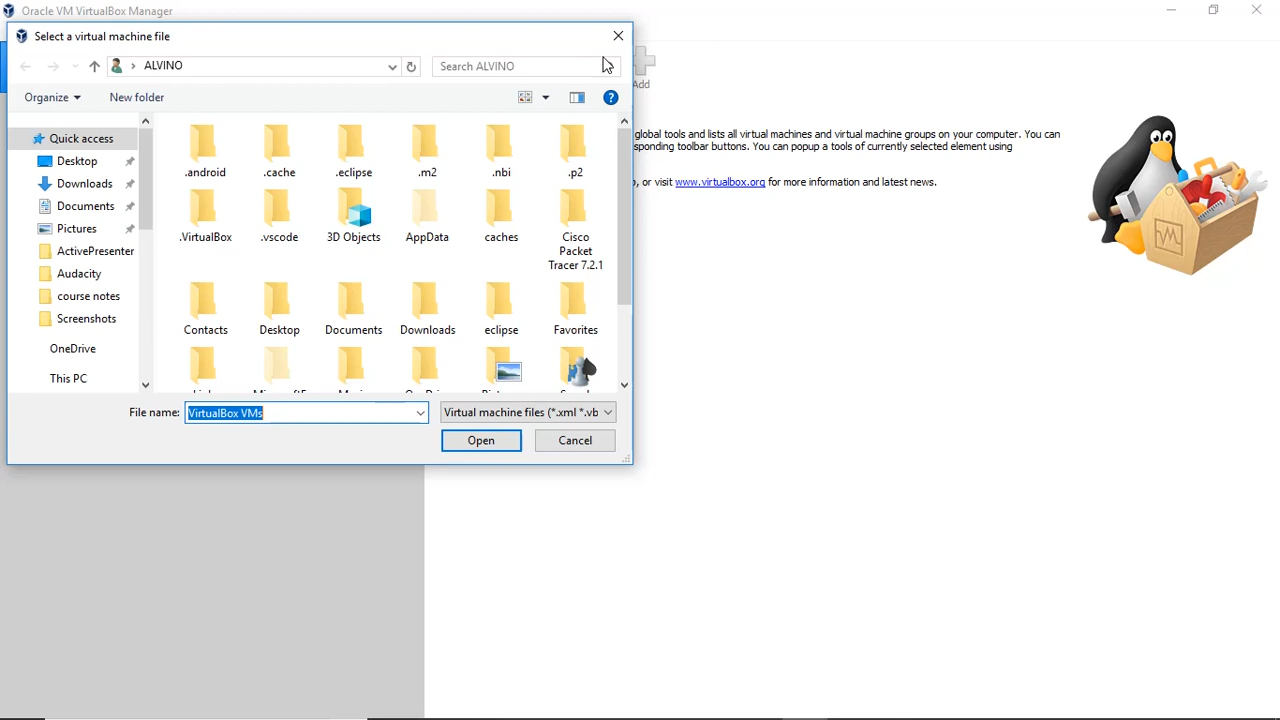 Oracle VM VirtualBox Manager
Select a virtual machine file
ALVINO
Search ALVINO
Add
Organize
New folder
Quick access
Desktop
Downloads
Documents
Pictures
ActivePresenter
Audacity
course notes
Screenshots
OneDrive
This PC
.android
.cache
.eclipse
.m2
.nbi
.p2
.VirtualBox
.vscode
3D Objects
AppData
caches
Cisco
Packet
Tracer 7.2.1
Contacts
Desktop
Documents
Downloads
eclipse
Favorites
File name:
VirtualBox VMs
Virtual machine files (*.xml *.vb
Open
Cancel
global tools and lists all virtual machines and virtual machine groups on your computer. You can
sponding toolbar buttons. You can popup a tools of currently selected element using
, or visit www.virtualbox.org for more information and latest news.